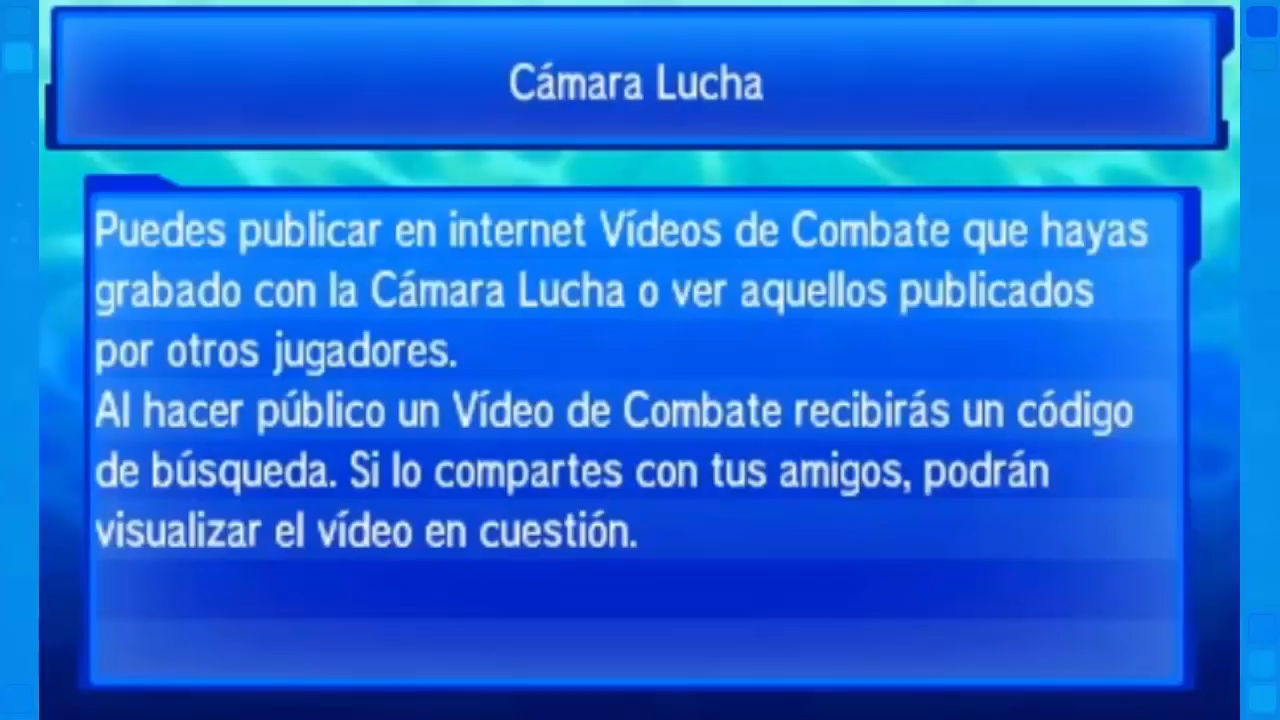 Cámara Lucha
Puedes publicar en internet Vídeos de Combate que hayas
grabado con la Cámara Lucha o ver aquellos publicados
por otros jugadores.
Al hacer público un Vídeo de Combate recibirás un código
de búsqueda. Si lo compartes con tus amigos, podrán
visualizar el vídeo en cuestión.